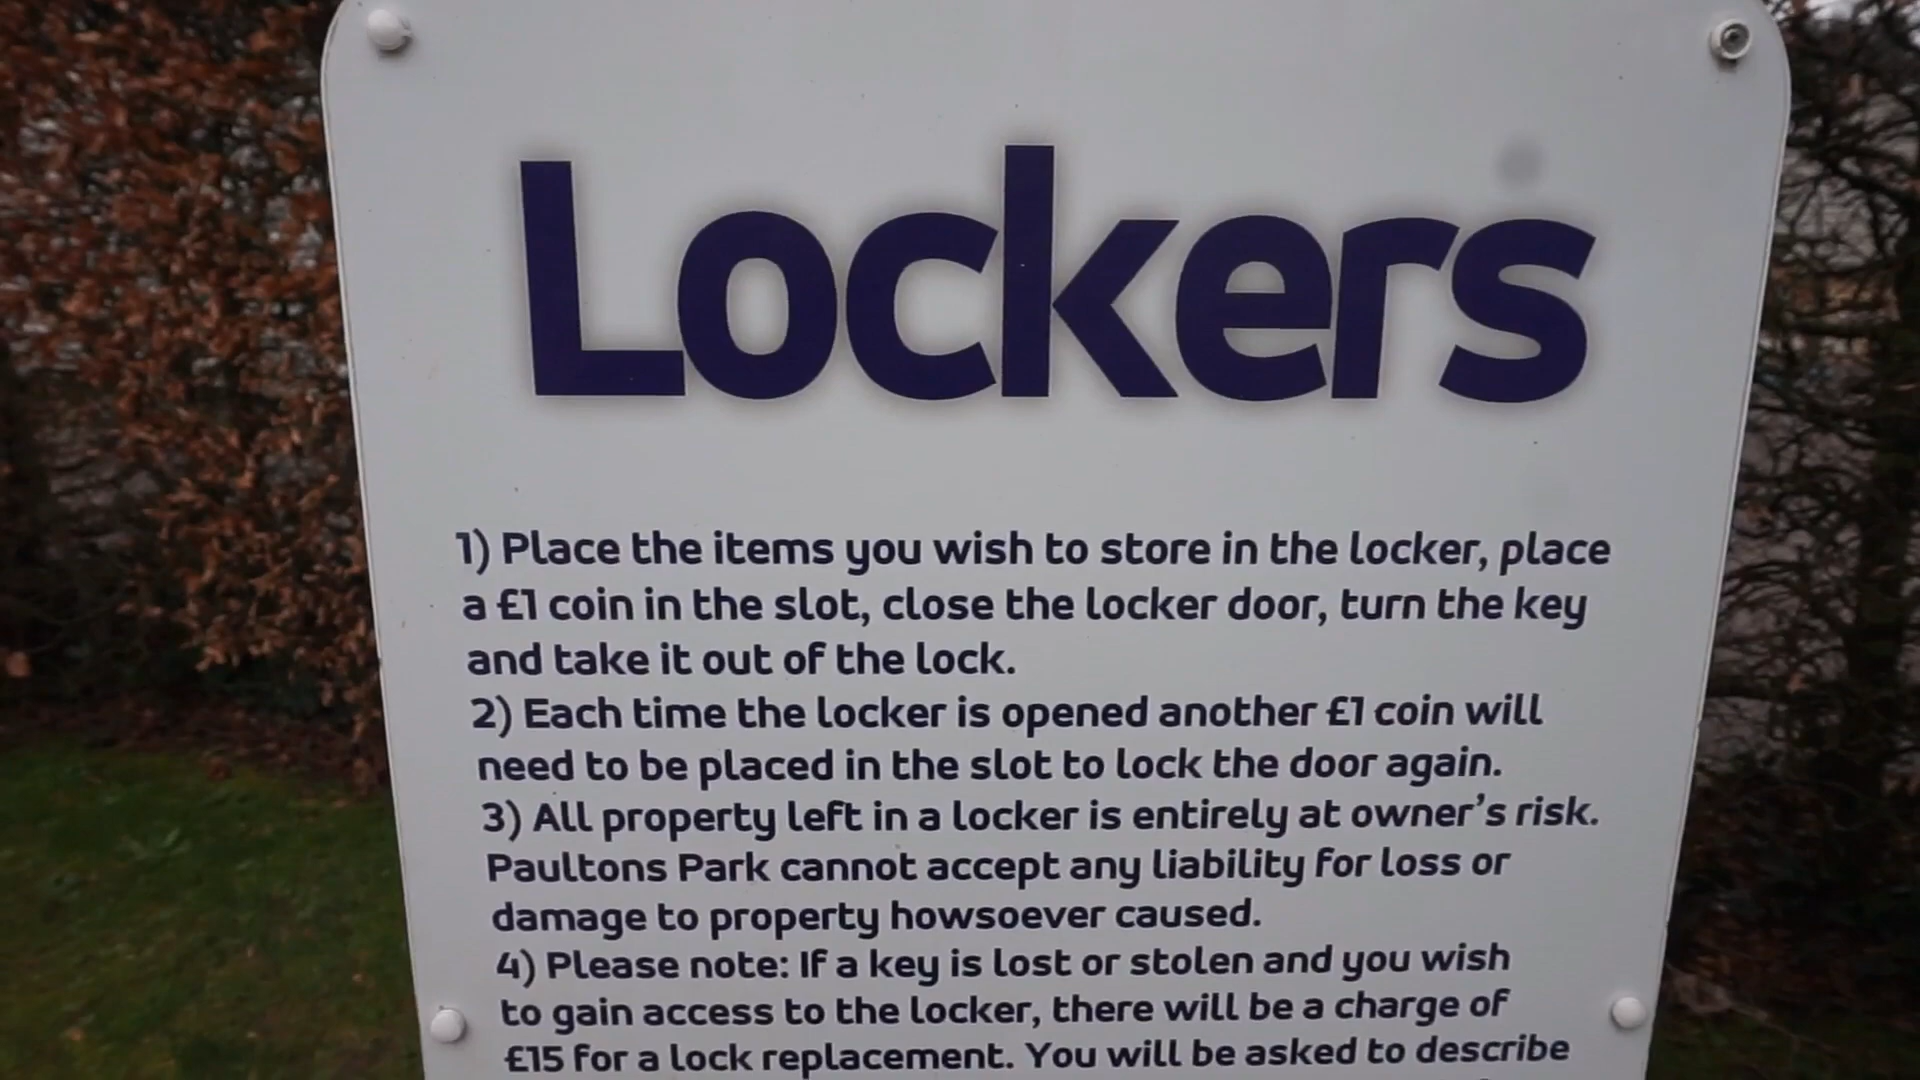 Lockers
1) Place the items you wish to store in the locker, place
a £1 coin in the slot, close the locker door, turn the key
and take it out of the lock.
2) Each time the locker is opened another £1 coin will
need to be placed in the slot to lock the door again.
3) All property left in a locker is entirely at owner's risk.
Paultons Park cannot accept any liability for loss or
damage to property howsoever caused.
4) Please note: If a key is lost or stolen and you wish
to gain access to the locker, there will be a charge of
£15 for a lock replacement. You will be asked to describe